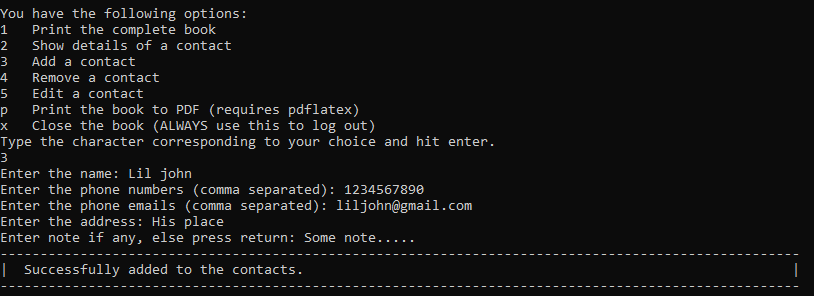 You have the following options:
1   Print the complete book
2   Show details of a contact
3   Add a contact
4   Remove a contact
5   Edit a contact
p   Print the book to PDF (requires pdflatex)
x   Close the book (ALWAYS use this to log out)
Type the character corresponding to your choice and hit enter.
3
Enter the name: Lil john
Enter the phone numbers (comma separated): 1234567890
Enter the phone emails (comma separated): liljohn@gmail.com
Enter the address: His place
Enter note if any, else press return: Some note.....
----------------------------------------------------------------------------------------------------
|  Successfully added to the contacts.                                                             |
----------------------------------------------------------------------------------------------------